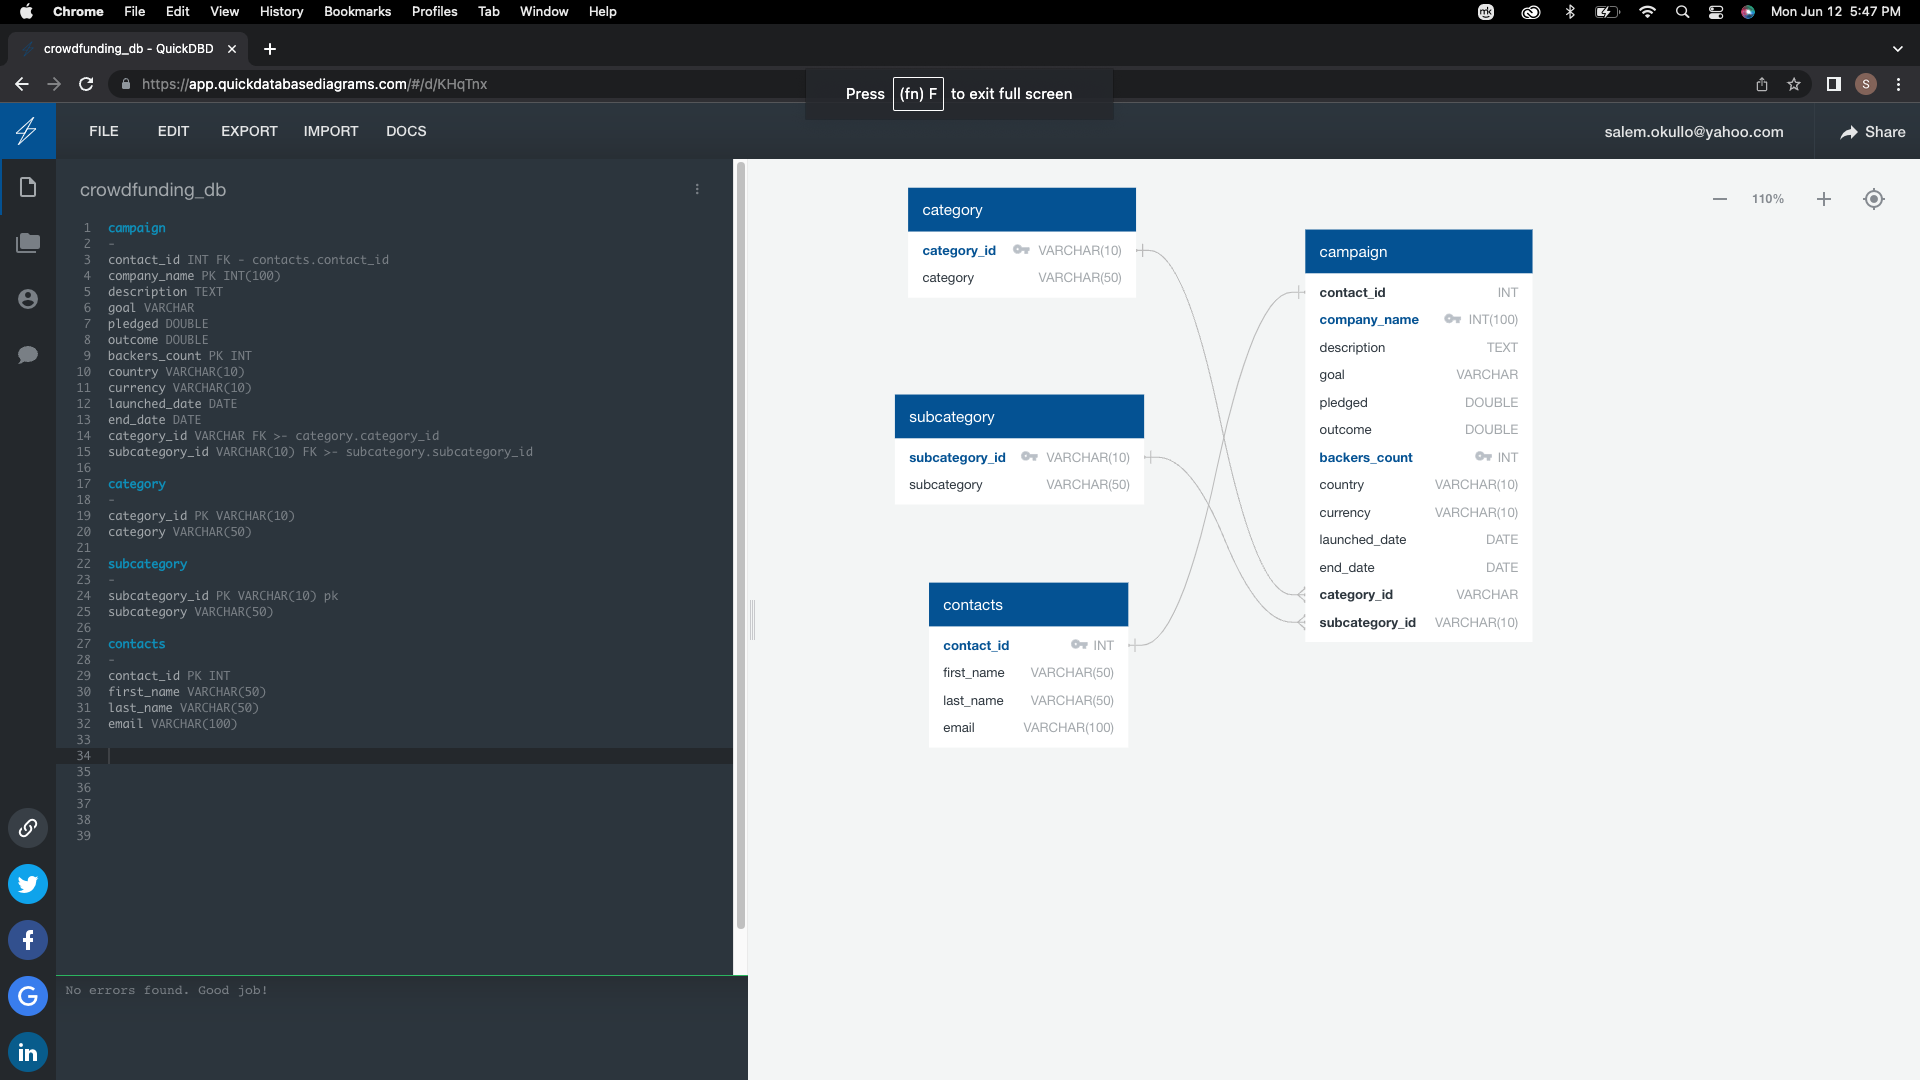 Chrome File Edit View History Bookmarks Profiles Tab Window Help
Mon Jun 12 5:47 PM
crowdfunding_db - QuickDBD
https://app.quickdatabasediagrams.com/#/d/KHqTnx
S
Press (fn) F to exit full screen
FILE EDIT EXPORT IMPORT DOCS
salem.okullo@yahoo.com
Share
crowdfunding_db
1 campaign
2 -
3 contact_id INT FK - contacts.contact_id
4 company_name PK INT(100)
5 description TEXT
6 goal VARCHAR
7 pledged DOUBLE
8 outcome DOUBLE
9 backers_count PK INT
10 country VARCHAR(10)
11 currency VARCHAR(10)
12 launched_date DATE
13 end_date DATE
14 category_id VARCHAR FK >- category.category_id
15 subcategory_id VARCHAR(10) FK >- subcategory.subcategory_id
16
17 category
18 -
19 category_id PK VARCHAR(10)
20 category VARCHAR(50)
21
22 subcategory
23 -
24 subcategory_id PK VARCHAR(10) pk
25 subcategory VARCHAR(50)
26
27 contacts
28 -
29 contact_id PK INT
30 first_name VARCHAR(50)
31 last_name VARCHAR(50)
32 email VARCHAR(100)
33
34
35
36
37
38
39
No errors found. Good job!
110%
category
category_id VARCHAR(10)
category VARCHAR(50)
subcategory
subcategory_id VARCHAR(10)
subcategory VARCHAR(50)
contacts
contact_id INT
first_name VARCHAR(50)
last_name VARCHAR(50)
email VARCHAR(100)
campaign
contact_id INT
company_name INT(100)
description TEXT
goal VARCHAR
pledged DOUBLE
outcome DOUBLE
backers_count INT
country VARCHAR(10)
currency VARCHAR(10)
launched_date DATE
end_date DATE
category_id VARCHAR
subcategory_id VARCHAR(10)